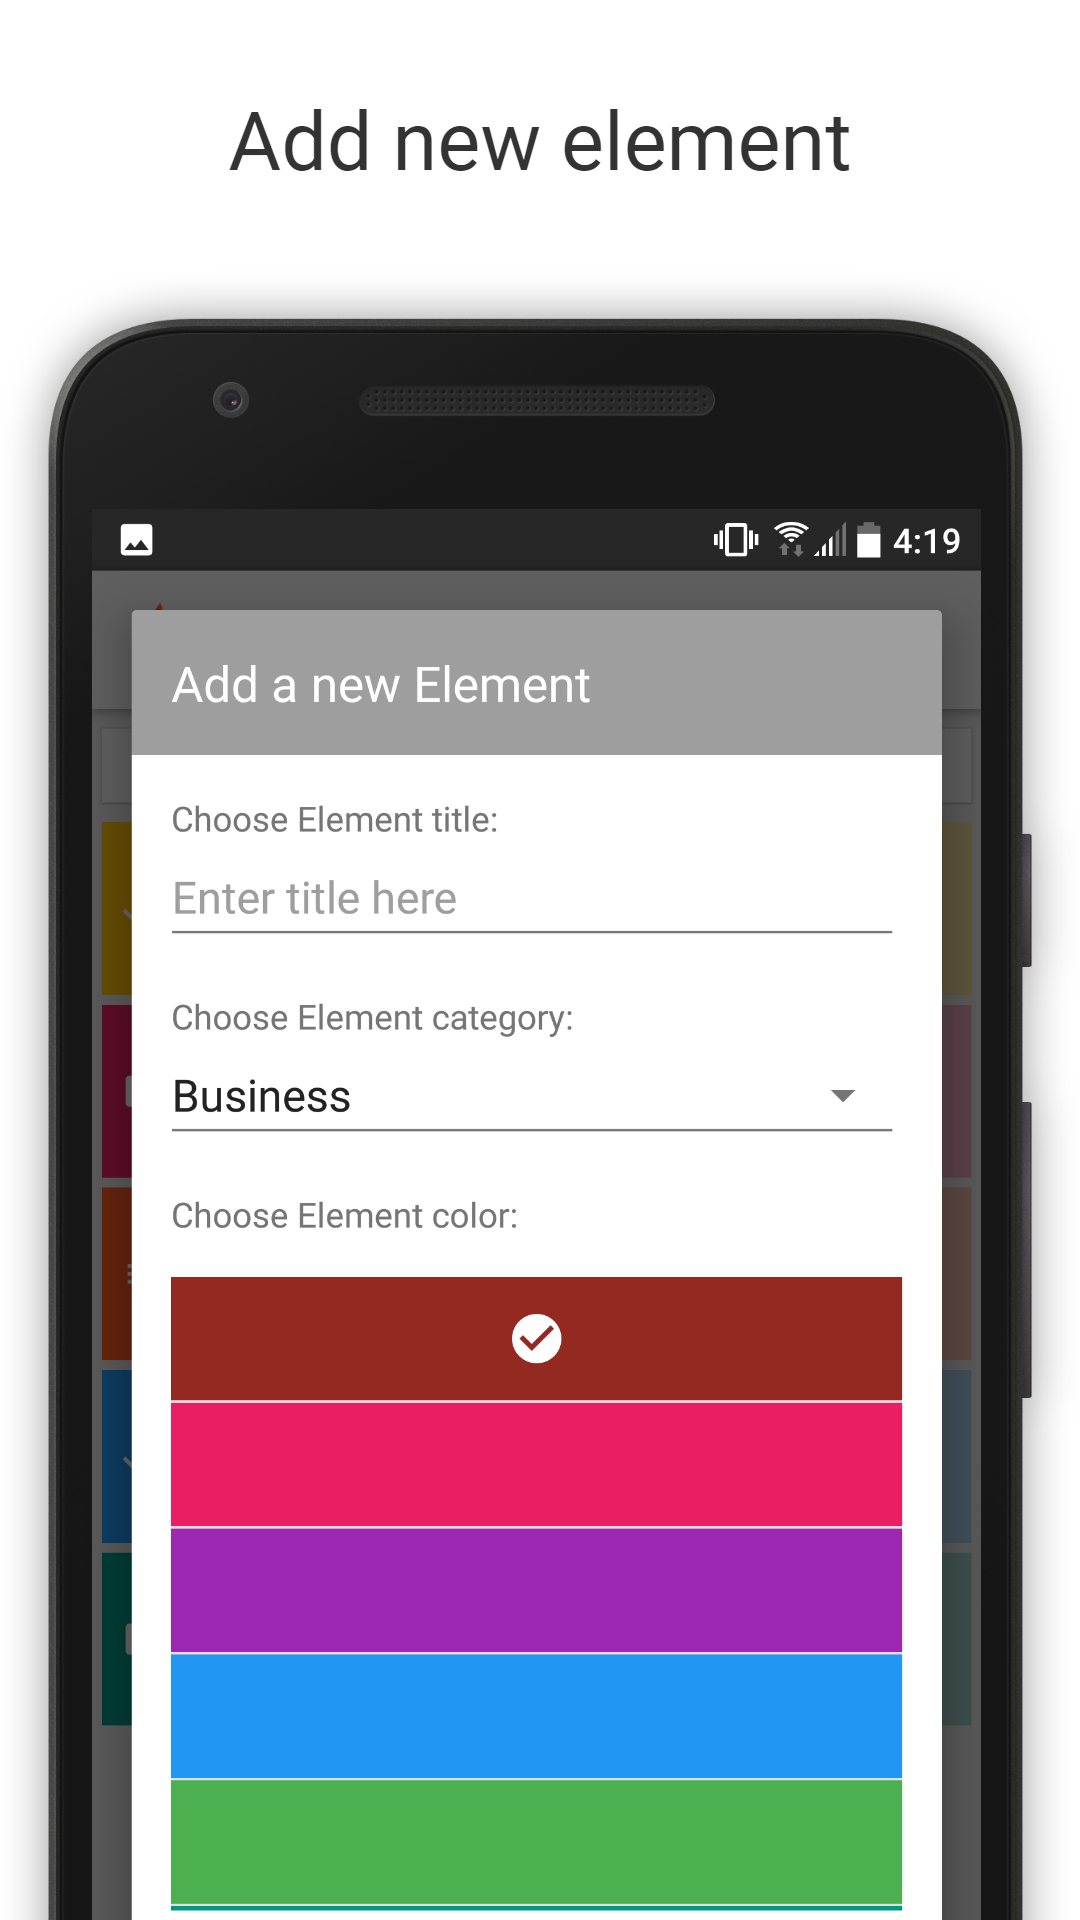 Add new element
4:19
Add a new Element
Choose Element title:
Enter title here
Choose Element category:
Business
Choose Element color: